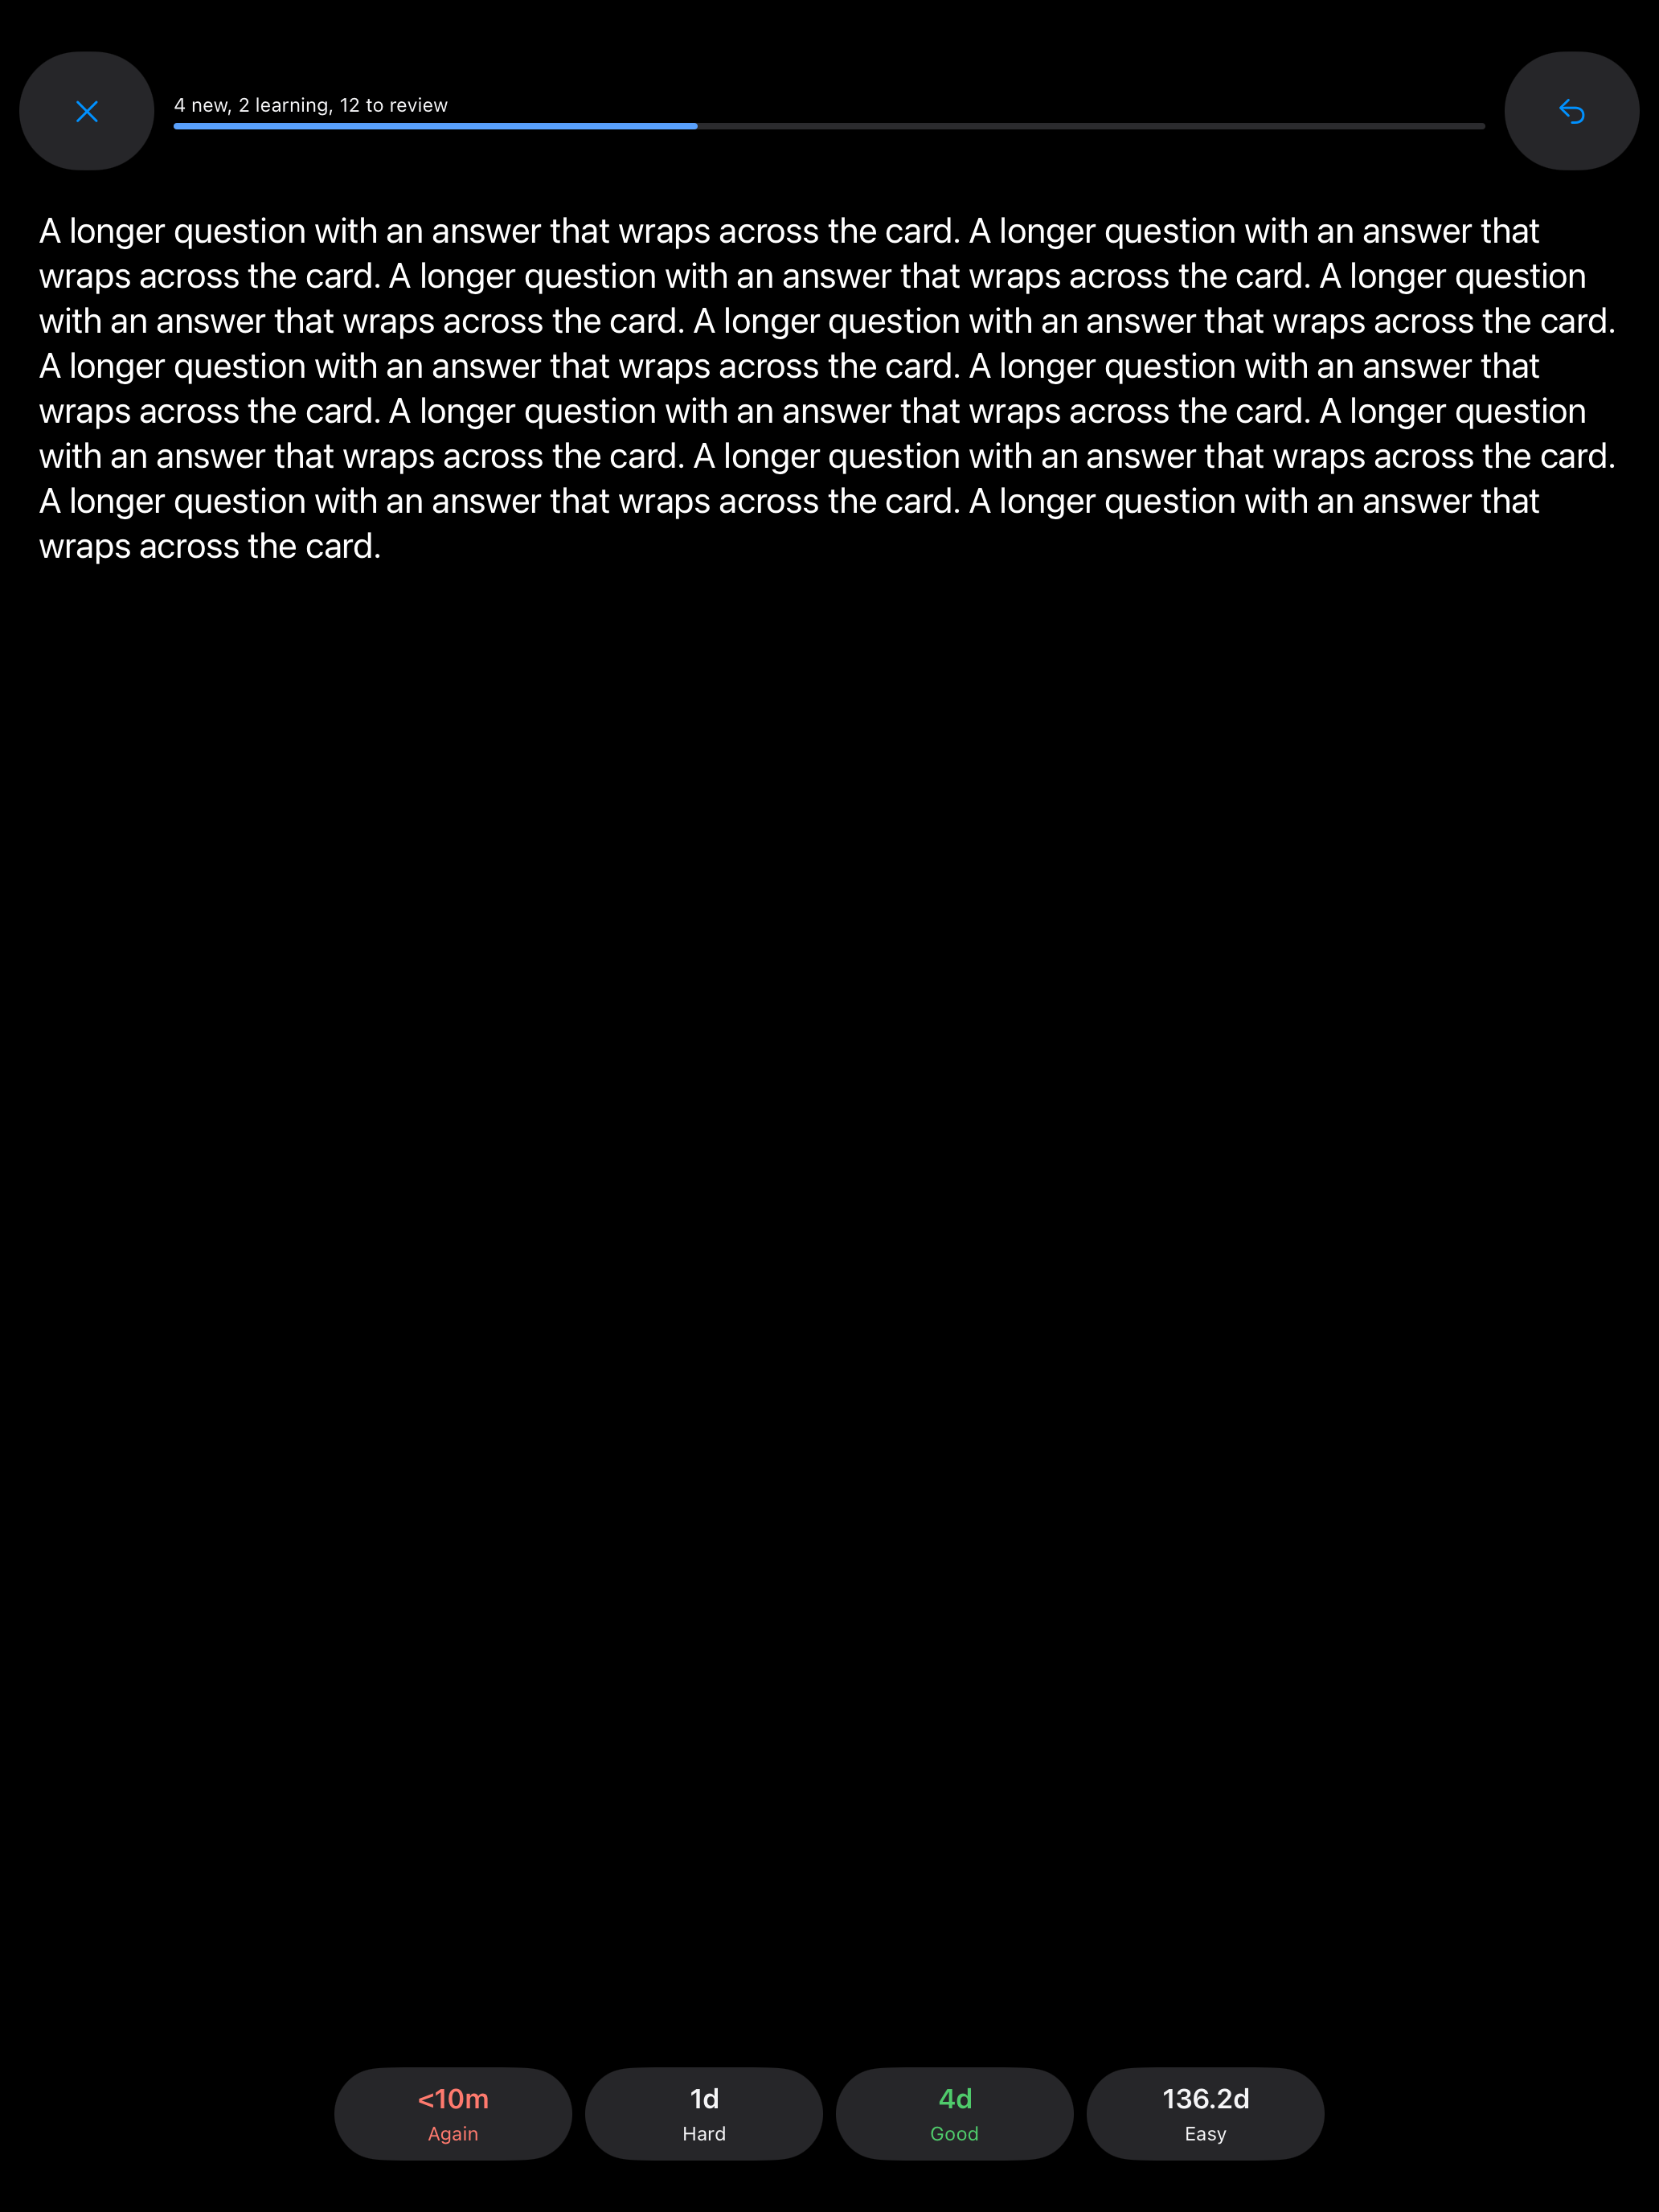 4 new, 2 learning, 12 to review
A longer question with an answer that wraps across the card. A longer question with an answer that
wraps across the card. A longer question with an answer that wraps across the card. A longer question
with an answer that wraps across the card. A longer question with an answer that wraps across the card.
A longer question with an answer that wraps across the card. A longer question with an answer that
wraps across the card. A longer question with an answer that wraps across the card. A longer question
with an answer that wraps across the card. A longer question with an answer that wraps across the card.
A longer question with an answer that wraps across the card. A longer question with an answer that
wraps across the card.
<10m
Again
1d
Hard
4d
Good
136.2d
Easy